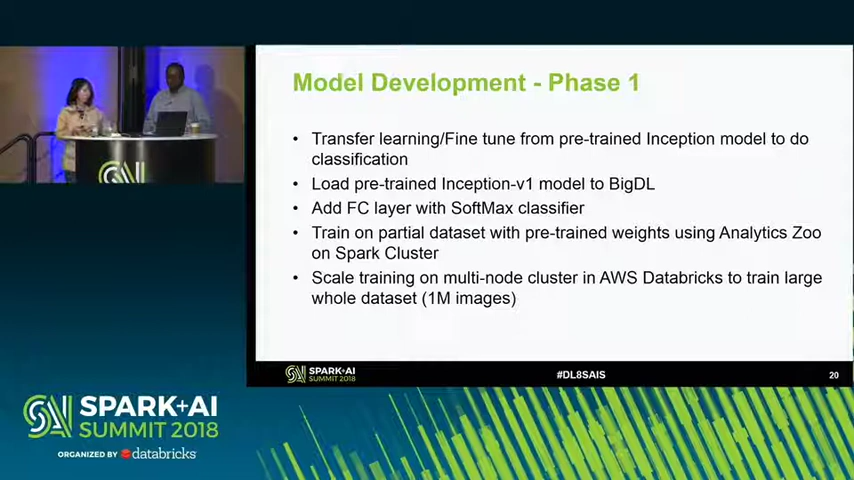 Model Development - Phase 1
• Transfer learning/Fine tune from pre-trained Inception model to do
classification
• Load pre-trained Inception-v1 model to BigDL
• Add FC layer with SoftMax classifier
• Train on partial dataset with pre-trained weights using Analytics Zoo
on Spark Cluster
• Scale training on multi-node cluster in AWS Databricks to train large
whole dataset (1M images)
SPARK+AI
SUMMIT 2018
#DL8SAIS
20
SPARK+AI
SUMMIT 2018
ORGANIZED BY databricks